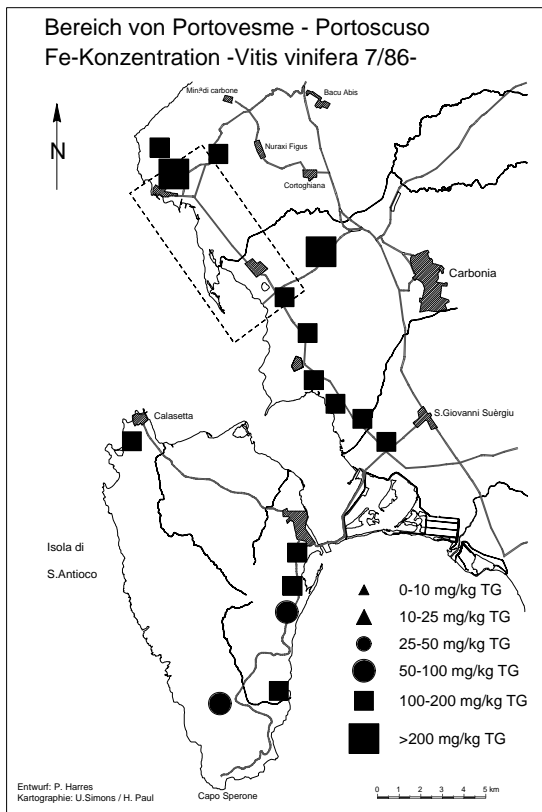 Bereich von Portovesme - Portoscuso
Fe-Konzentration -Vitis vinifera 7/86-
Min.ª di carbone
Bacu Abis
N
Nuraxi Figus
Cortoghiana
Carbonia
Calasetta
S.Giovanni Suèrgiu
Isola di
S.Antioco
0-10 mg/kg TG
10-25 mg/kg TG
25-50 mg/kg TG
50-100 mg/kg TG
100-200 mg/kg TG
>200 mg/kg TG
Entwurf: P. Harres
Kartographie: U.Simons / H. Paul
Capo Sperone
0 1 2 3 4 5 km